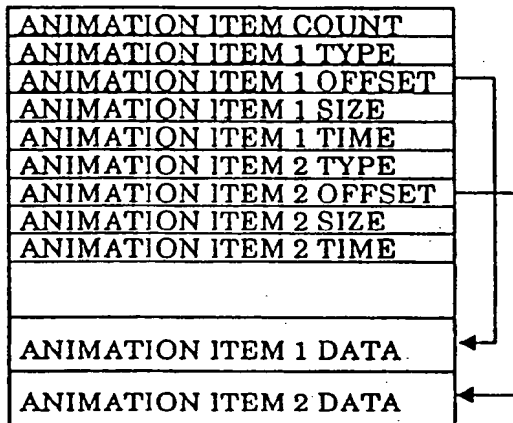 ANIMATION ITEM COUNT
ANIMATION ITEM 1 TYPE
ANIMATION ITEM 1 OFFSET
ANIMATION ITEM 1 SIZE
ANIMATION ITEM 1 TIME
ANIMATION ITEM 2 TYPE
ANIMATION ITEM 2 OFFSET
ANIMATION ITEM 2 SIZE
ANIMATION ITEM 2 TIME
ANIMATION ITEM 1 DATA
ANIMATION ITEM 2 DATA